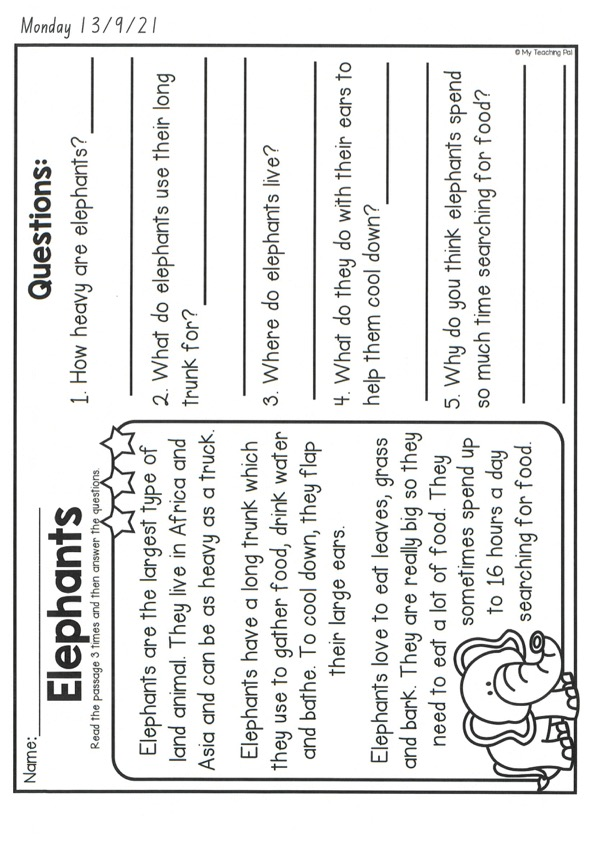 Monday 13/9/21
Name:
Elephants
Read the passage 3 times and then answer the questions.
Elephants are the largest type of
land animal. They live in Africa and
Asia and can be as heavy as a truck.
Elephants have a long trunk which
they use to gather food, drink water
and bathe. To cool down, they flap
their large ears.
Elephants love to eat leaves, grass
and bark. They are really big so they
need to eat a lot of food. They
sometimes spend up
to 16 hours a day
searching for food.
Questions:
1. How heavy are elephants?
2. What do elephants use their long
trunk for?
3. Where do elephants live?
4. What do they do with their ears to
help them cool down?
5. Why do you think elephants spend
so much time searching for food?
© My Teaching Pal